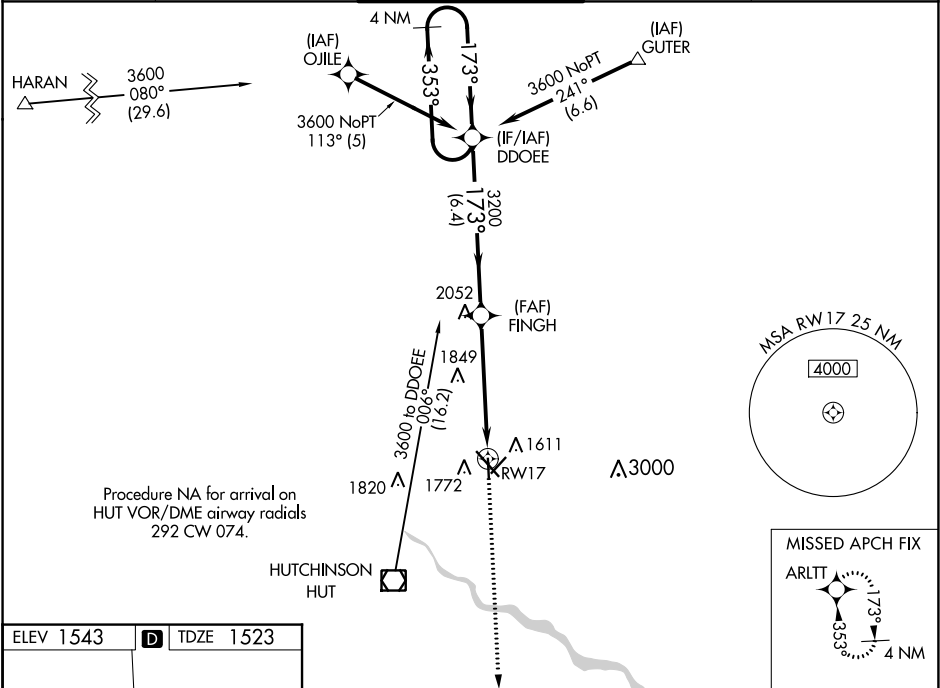 4 NM
(IAF)
OJILE
(IAF)
GUTER
HARAN
3600
080°
(29.6)
353°
173°
3600 NoPT
241°
(6.6)
3600 NoPT
113° (5)
(IF/IAF)
DDOEE
3200
173°
(6.4)
2052
(FAF)
FINGH
MSA RW17 25 NM
4000
1849
3600 to DDOEE
006°
(16.2)
1611
RW17
3000
1820
1772
Procedure NA for arrival on
HUT VOR/DME airway radials
292 CW 074.
HUTCHINSON
HUT
MISSED APCH FIX
ARLTT
173°
353°
4 NM
ELEV 1543 D TDZE 1523